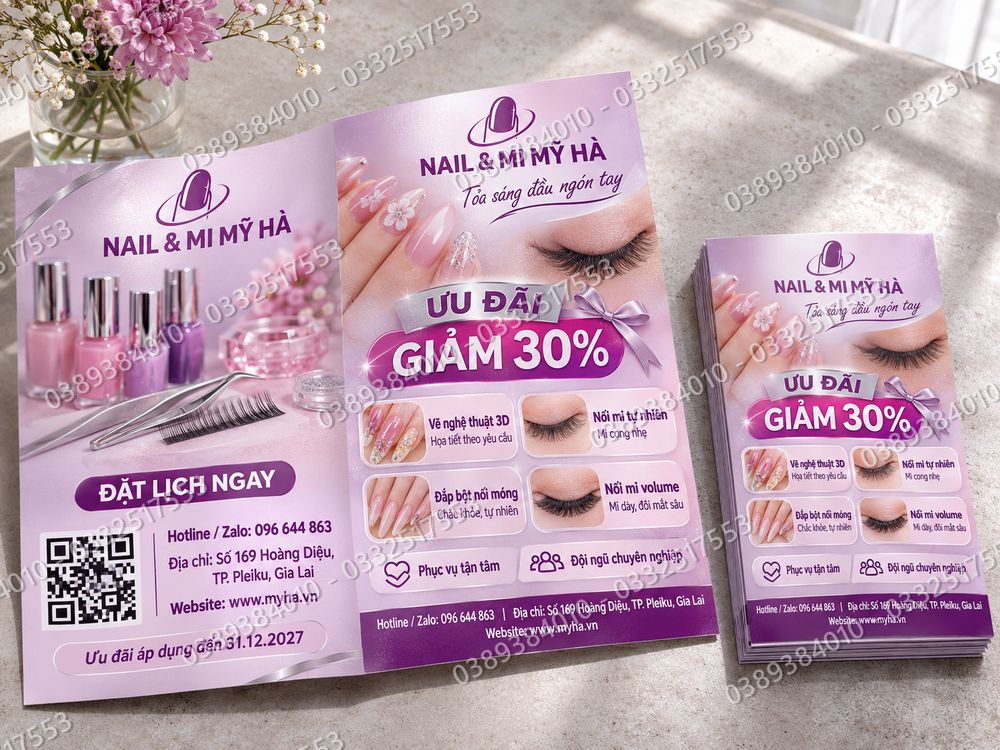 NAIL & MI MỸ HÀ
ĐẶT LỊCH NGAY
Hotline / Zalo: 096 644 863
Địa chỉ: Số 169 Hoàng Diệu,
TP. Pleiku, Gia Lai
Website: www.myha.vn
Ưu đãi áp dụng đến 31.12.2027
NAIL & MI MỸ HÀ
Tỏa sáng đầu ngón tay
ƯU ĐÃI
GIẢM 30%
Vẽ nghệ thuật 3D
Họa tiết theo yêu cầu
Nối mi tự nhiên
Mi cong nhẹ
Đắp bột nối móng
Chắc khỏe, tự nhiên
Nối mi volume
Mi dày, đôi mắt sâu
Phục vụ tận tâm
Đội ngũ chuyên nghiệp
Hotline / Zalo: 096 644 863 | Địa chỉ: Số 169 Hoàng Diệu, TP. Pleiku, Gia Lai
Website: www.myha.vn
NAIL & MI MỸ HÀ
Tỏa sáng đầu ngón tay
ƯU ĐÃI
GIẢM 30%
Vẽ nghệ thuật 3D
Họa tiết theo yêu cầu
Nối mi tự nhiên
Mi cong nhẹ
Đắp bột nối móng
Chắc khỏe, tự nhiên
Nối mi volume
Mi dày, đôi mắt sâu
Phục vụ tận tâm
Đội ngũ chuyên nghiệp
Hotline / Zalo: 096 644 863 | Địa chỉ: Số 169 Hoàng Diệu, TP. Pleiku, Gia Lai
Website: www.myha.vn
0389384010 - 0332517553